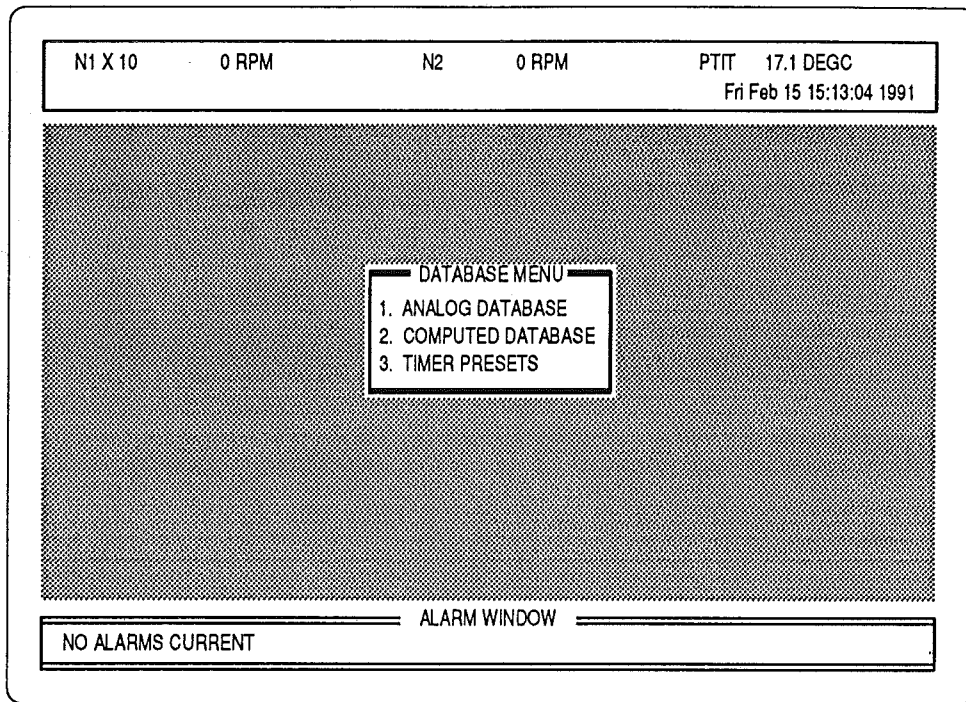 N1 X 10 0 RPM N2 0 RPM PTIT 17.1 DEGC
Fri Feb 15 15:13:04 1991
DATABASE MENU
1. ANALOG DATABASE
2. COMPUTED DATABASE
3. TIMER PRESETS
ALARM WINDOW
NO ALARMS CURRENT